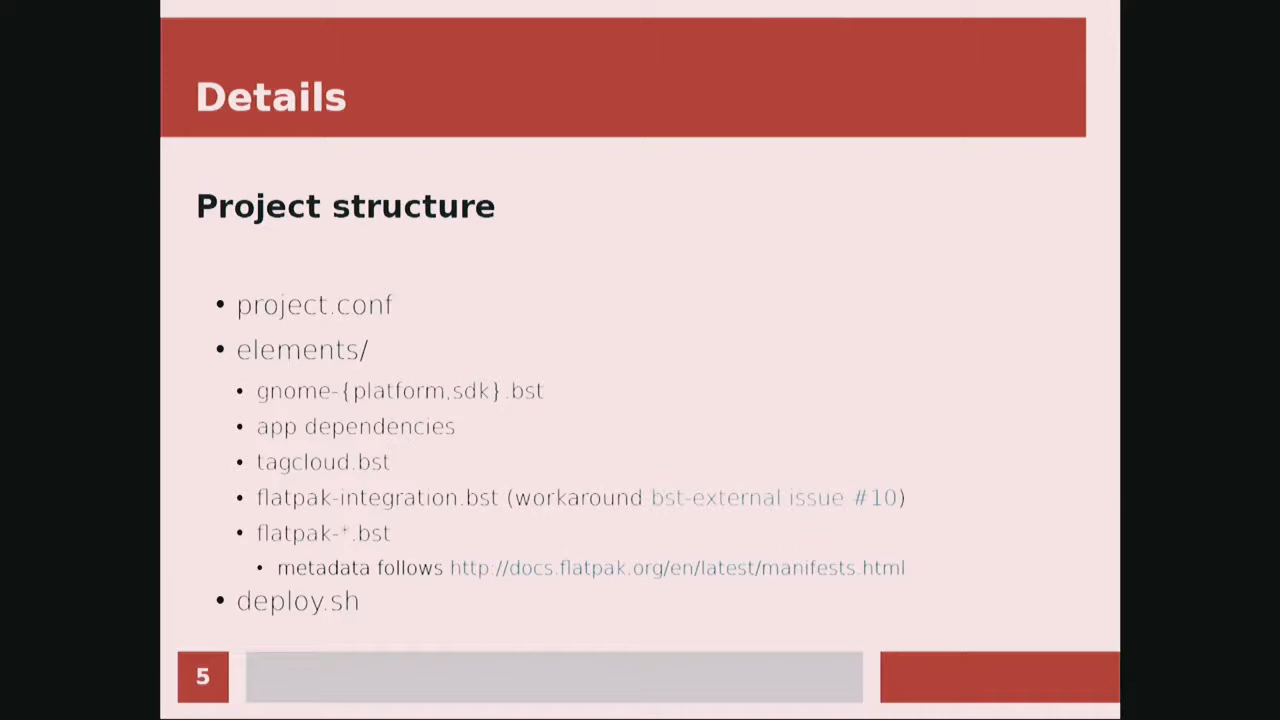 Details
Project structure
• project.conf
• elements/
• gnome-{platform,sdk}.bst
• app dependencies
• tagcloud.bst
• flatpak-integration.bst (workaround bst-external issue #10)
• flatpak-*.bst
• metadata follows http://docs.flatpak.org/en/latest/manifests.html
• deploy.sh
5